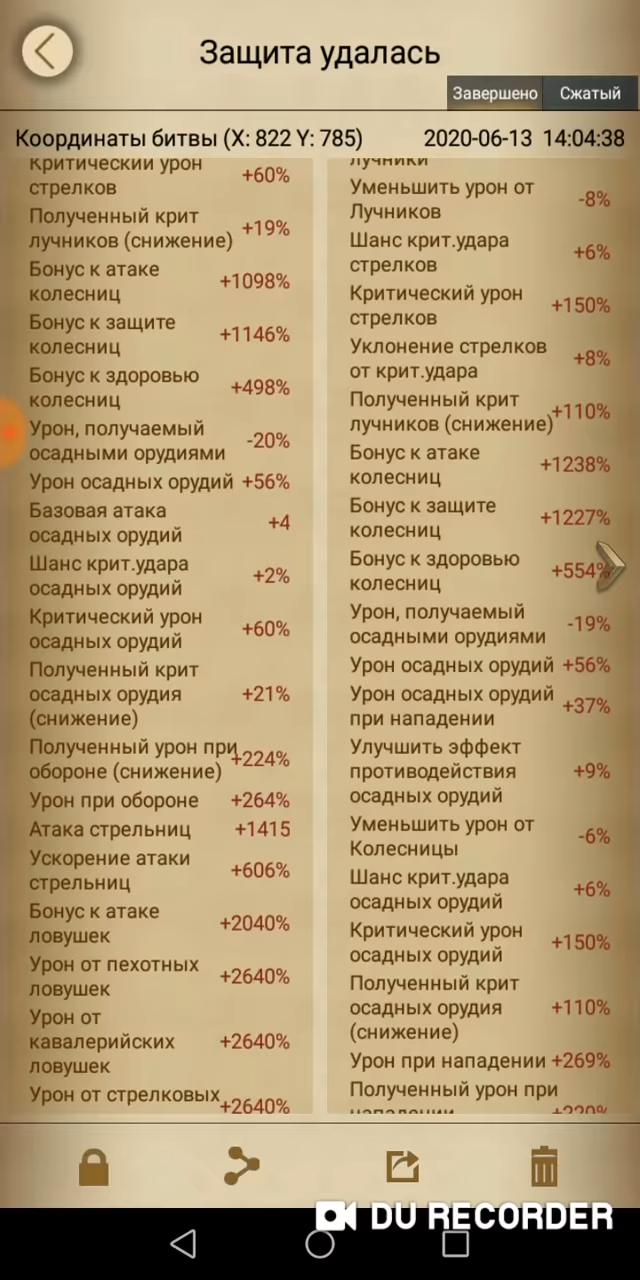 Защита удалась
Завершено
Сжатый
Координаты битвы (X: 822 Y: 785)
2020-06-13 14:04:38
Критический урон
стрелков
+60%
Полученный крит
лучников (снижение)
+19%
Бонус к атаке
колесниц
+1098%
Бонус к защите
колесниц
+1146%
Бонус к здоровью
колесниц
+498%
Урон, получаемый
осадными орудиями
-20%
Урон осадных орудий +56%
Базовая атака
осадных орудий
+4
Шанс крит.удара
осадных орудий
+2%
Критический урон
осадных орудий
+60%
Полученный крит
осадных орудия
(снижение)
+21%
Полученный урон при
обороне (снижение)
+224%
Урон при обороне +264%
Атака стрельниц +1415
Ускорение атаки
стрельниц
+606%
Бонус к атаке
ловушек
+2040%
Урон от пехотных
ловушек
+2640%
Урон от
кавалерийских
ловушек
+2640%
Урон от стрелковых
+2640%
лучники
Уменьшить урон от
Лучников
-8%
Шанс крит.удара
стрелков
+6%
Критический урон
стрелков
+150%
Уклонение стрелков
от крит.удара
+8%
Полученный крит
лучников (снижение)
+110%
Бонус к атаке
колесниц
+1238%
Бонус к защите
колесниц
+1227%
Бонус к здоровью
колесниц
+554%
Урон, получаемый
осадными орудиями
-19%
Урон осадных орудий +56%
Урон осадных орудий
при нападении
+37%
Улучшить эффект
противодействия
осадных орудий
+9%
Уменьшить урон от
Колесницы
-6%
Шанс крит.удара
осадных орудий
+6%
Критический урон
осадных орудий
+150%
Полученный крит
осадных орудия
(снижение)
+110%
Урон при нападении +269%
Полученный урон при
нападении
+220%
DU RECORDER